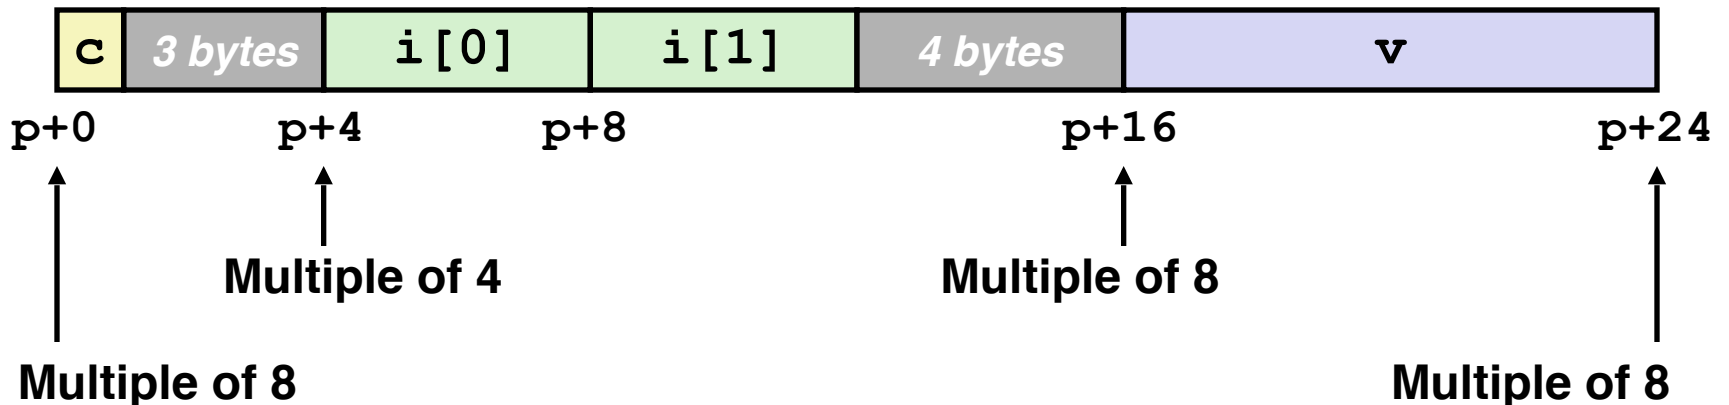 c 3 bytes i[0] i[1] 4 bytes v
p+0 p+4 p+8 p+16 p+24
Multiple of 4 Multiple of 8
Multiple of 8 Multiple of 8